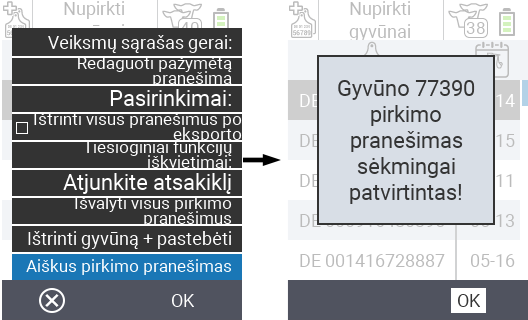 Nupirkti
40
Veiksmų sąrašas gerai:
Redaguoti pažymėtą
pranešimą
Pasirinkimai:
Ištrinti visus pranešimus po
eksporto
Tiesioginiai funkcijų
iškvietimai:
Atjunkite atsakiklį
Išvalyti visus pirkimo
pranešimus
Ištrinti gyvūną + pastebėti
Aiškus pirkimo pranešimas
OK
Nupirkti
gyvūnai
38
DE
14
Gyvūno 77390
pirkimo
pranešimas
sėkmingai
patvirtintas!
15
11
13
DE 001416728887
05-16
OK